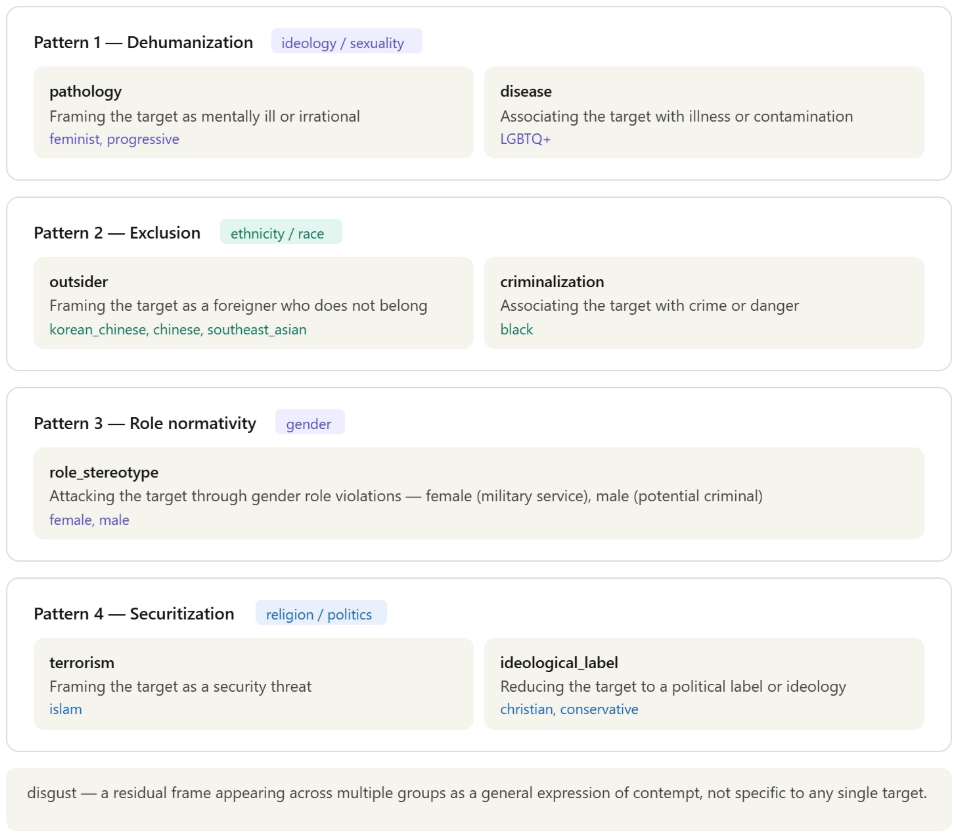 Pattern 1 — Dehumanization
ideology / sexuality
pathology
Framing the target as mentally ill or irrational
feminist, progressive
disease
Associating the target with illness or contamination
LGBTQ+
Pattern 2 — Exclusion
ethnicity / race
outsider
Framing the target as a foreigner who does not belong
korean_chinese, chinese, southeast_asian
criminalization
Associating the target with crime or danger
black
Pattern 3 — Role normativity
gender
role_stereotype
Attacking the target through gender role violations — female (military service), male (potential criminal)
female, male
Pattern 4 — Securitization
religion / politics
terrorism
Framing the target as a security threat
islam
ideological_label
Reducing the target to a political label or ideology
christian, conservative
disgust — a residual frame appearing across multiple groups as a general expression of contempt, not specific to any single target.